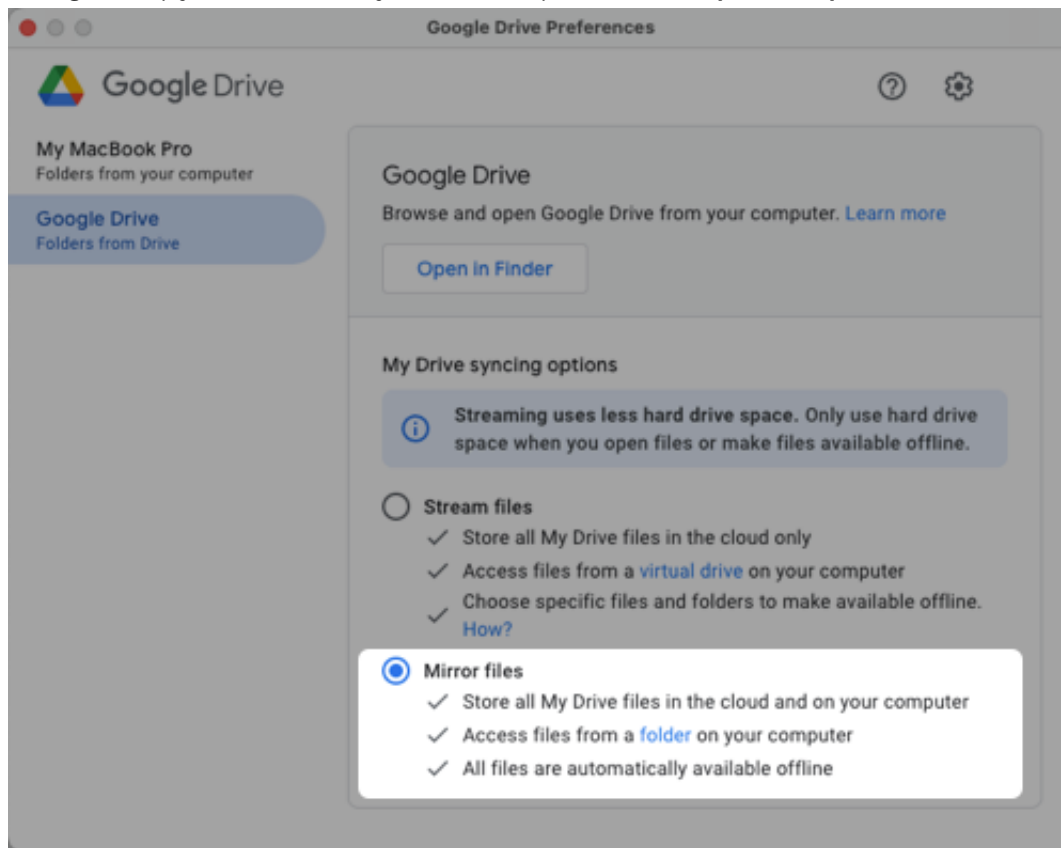 Google Drive Preferences
Google Drive
My MacBook Pro
Folders from your computer
Google Drive
Folders from Drive
Google Drive
Browse and open Google Drive from your computer. Learn more
Open in Finder
My Drive syncing options
Streaming uses less hard drive space. Only use hard drive
space when you open files or make files available offline.
Stream files
Store all My Drive files in the cloud only
Access files from a virtual drive on your computer
Choose specific files and folders to make available offline.
How?
Mirror files
Store all My Drive files in the cloud and on your computer
Access files from a folder on your computer
All files are automatically available offline